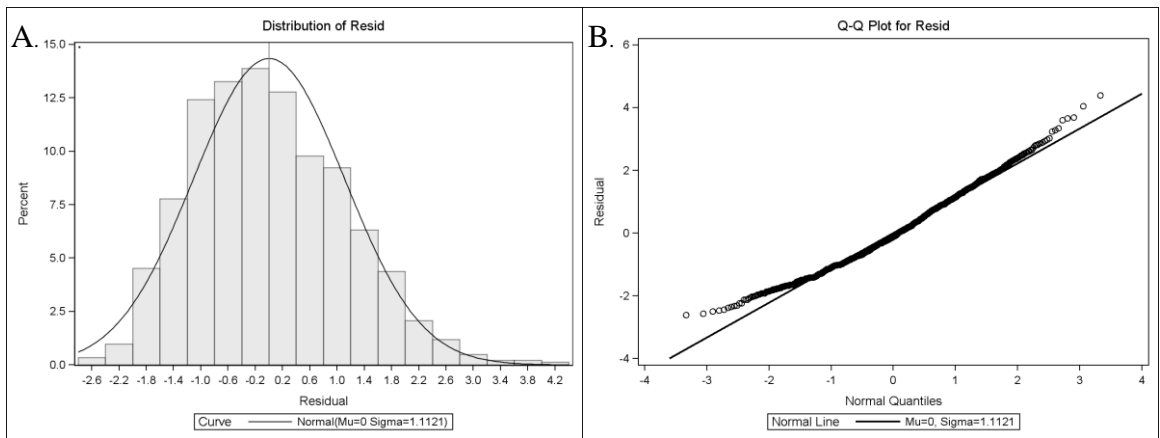 A.
Distribution of Resid
15.0
12.5
10.0
7.5
5.0
2.5
0.0
Percent
-2.6 -2.2 -1.8 -1.4 -1.0 -0.6 -0.2 0.2 0.6 1.0 1.4 1.8 2.2 2.6 3.0 3.4 3.8 4.2
Residual
Curve Normal(Mu=0 Sigma=1.1121)
B.
Q-Q Plot for Resid
6
4
2
0
-2
-4
Residual
-4 -3 -2 -1 0 1 2 3 4
Normal Quantiles
Normal Line Mu=0, Sigma=1.1121